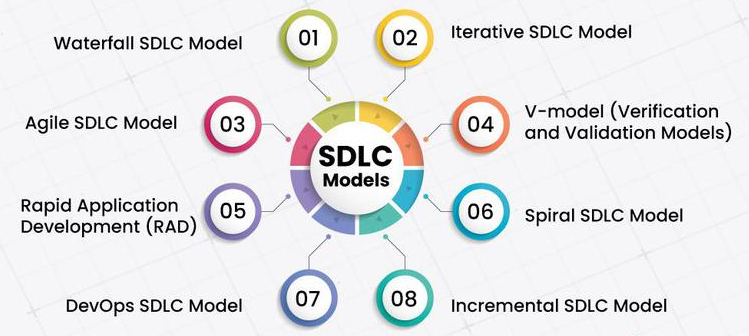 01
Waterfall SDLC Model
02
Iterative SDLC Model
03
Agile SDLC Model
04
V-model (Verification
and Validation Models)
SDLC
Models
05
Rapid Application
Development (RAD)
06
Spiral SDLC Model
07
DevOps SDLC Model
08
Incremental SDLC Model